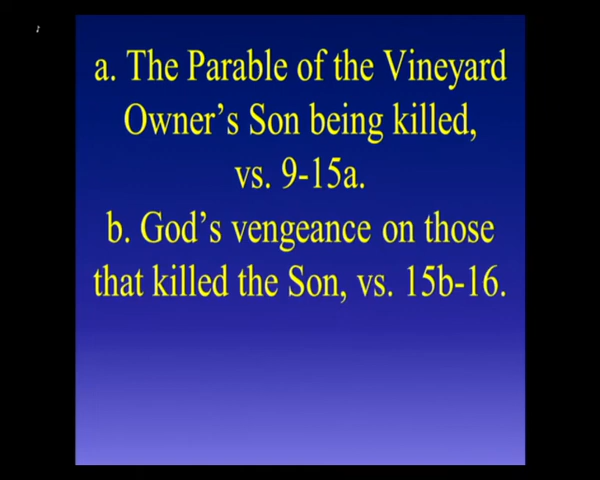 a. The Parable of the Vineyard
Owner's Son being killed,
vs. 9-15a.
b. God's vengeance on those
that killed the Son, vs. 15b-16.